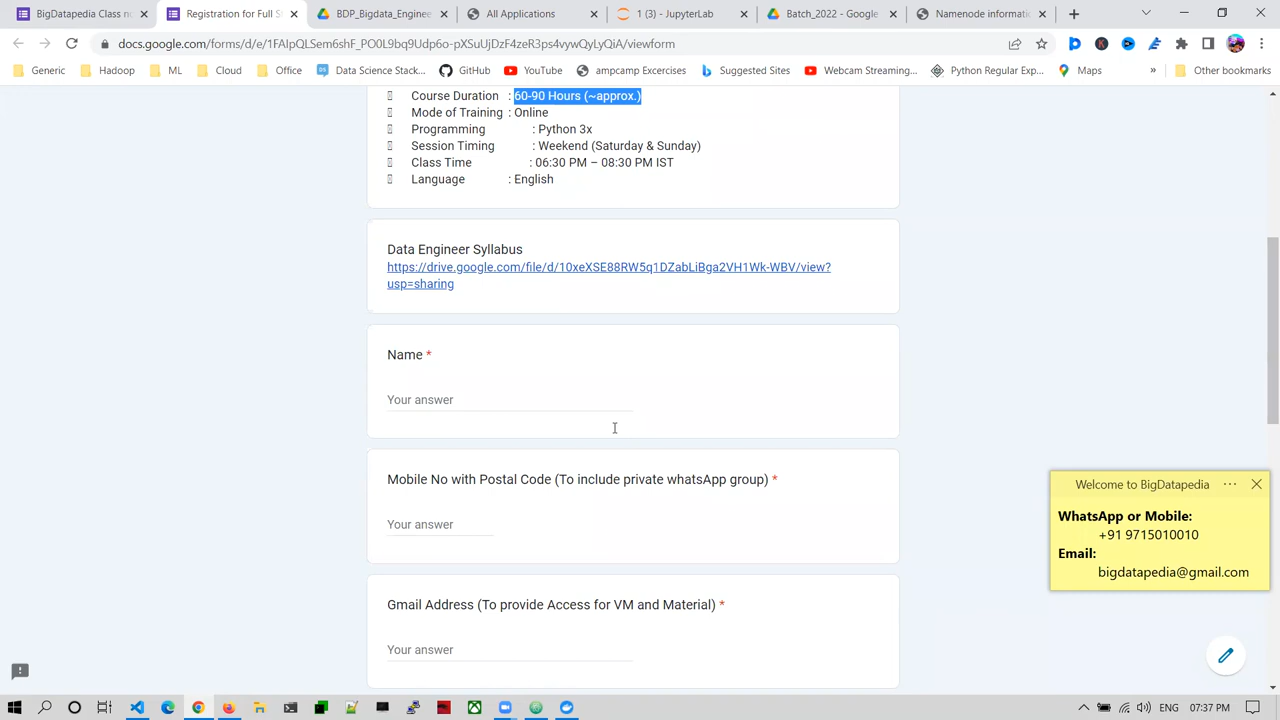 BigDatapedia Class n
Registration for Full S
BDP_Bigdata_Enginee
All Applications
1 (3) - JupyterLab
Batch_2022 - Google
Namenode informati
docs.google.com/forms/d/e/
/viewform
Generic
Hadoop
ML
Cloud
Office
Data Science Stack...
GitHub
YouTube
ampcamp Excercises
Suggested Sites
Webcam Streaming...
Python Regular Exp...
Maps
»
Other bookmarks
Course Duration : 60-90 Hours (~approx.)
Mode of Training : Online
Programming : Python 3x
Session Timing : Weekend (Saturday & Sunday)
Class Time : 06:30 PM – 08:30 PM IST
Language : English
Data Engineer Syllabus
https://drive.google.com/file/d/10xeXSE88RW5q1DZabLiBga2VH1Wk-WBV/view?
usp=sharing
Name *
Your answer
Mobile No with Postal Code (To include private whatsApp group) *
Your answer
Gmail Address (To provide Access for VM and Material) *
Your answer
Welcome to BigDatapedia
WhatsApp or Mobile:
+91 9715010010
Email:
bigdatapedia@gmail.com
ENG
07:37 PM